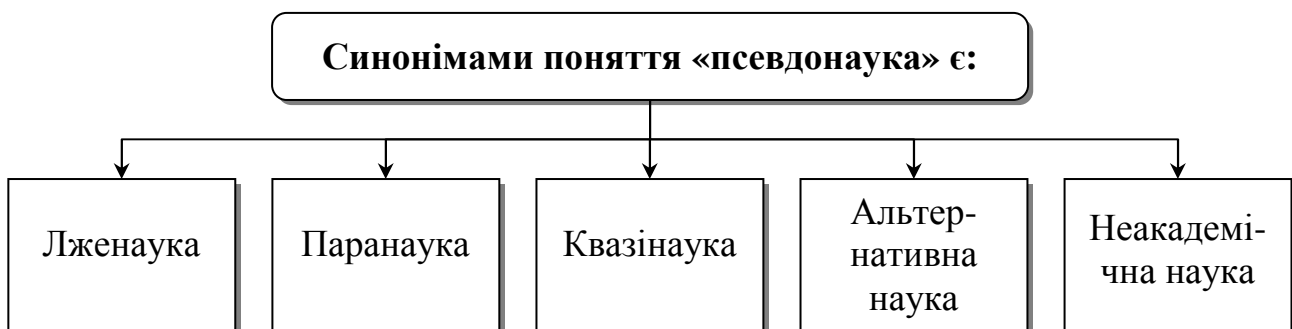 Синонімами поняття «псевдонаука» є:
Лженаука
Паранаука
Квазінаука
Альтер-
нативна
наука
Неакадемі-
чна наука